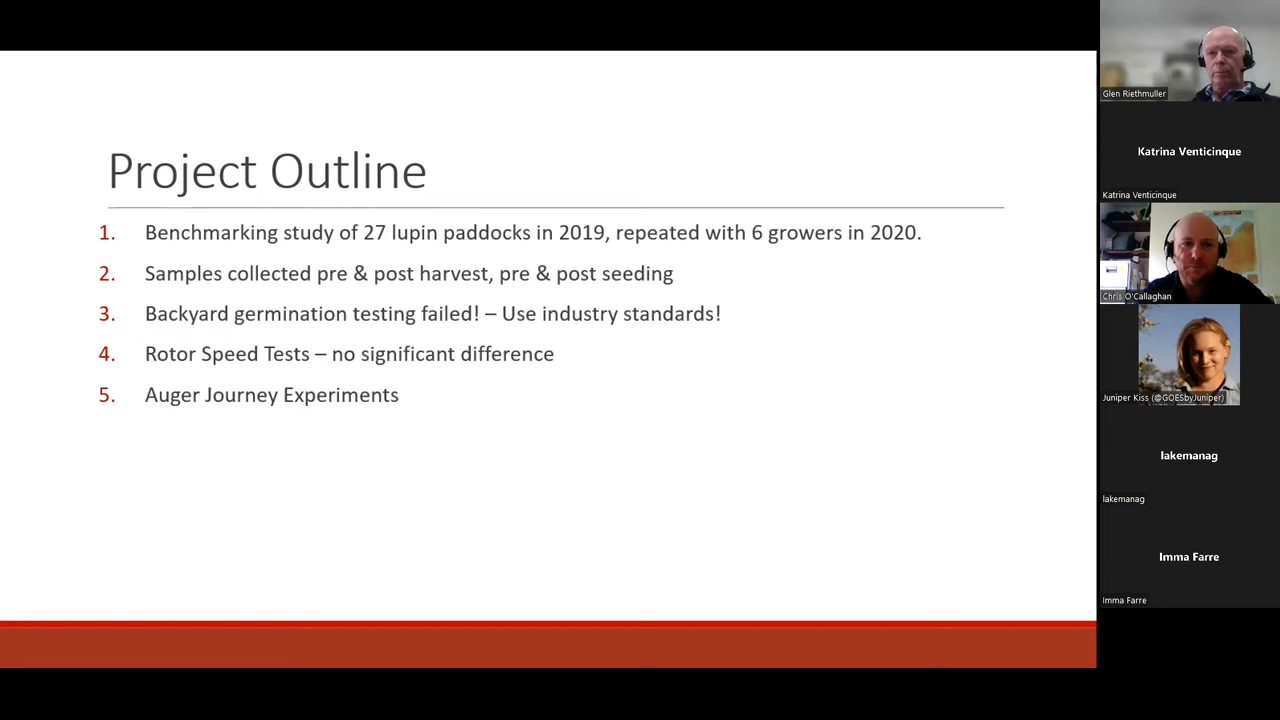 Project Outline
1. Benchmarking study of 27 lupin paddocks in 2019, repeated with 6 growers in 2020.
2. Samples collected pre & post harvest, pre & post seeding
3. Backyard germination testing failed! – Use industry standards!
4. Rotor Speed Tests – no significant difference
5. Auger Journey Experiments
Glen Riethmuller
Katrina Venticinque
Katrina Venticinque
Chris O'Callaghan
Juniper Kiss (@GOESbyJuniper)
lakemanag
lakemanag
Imma Farre
Imma Farre